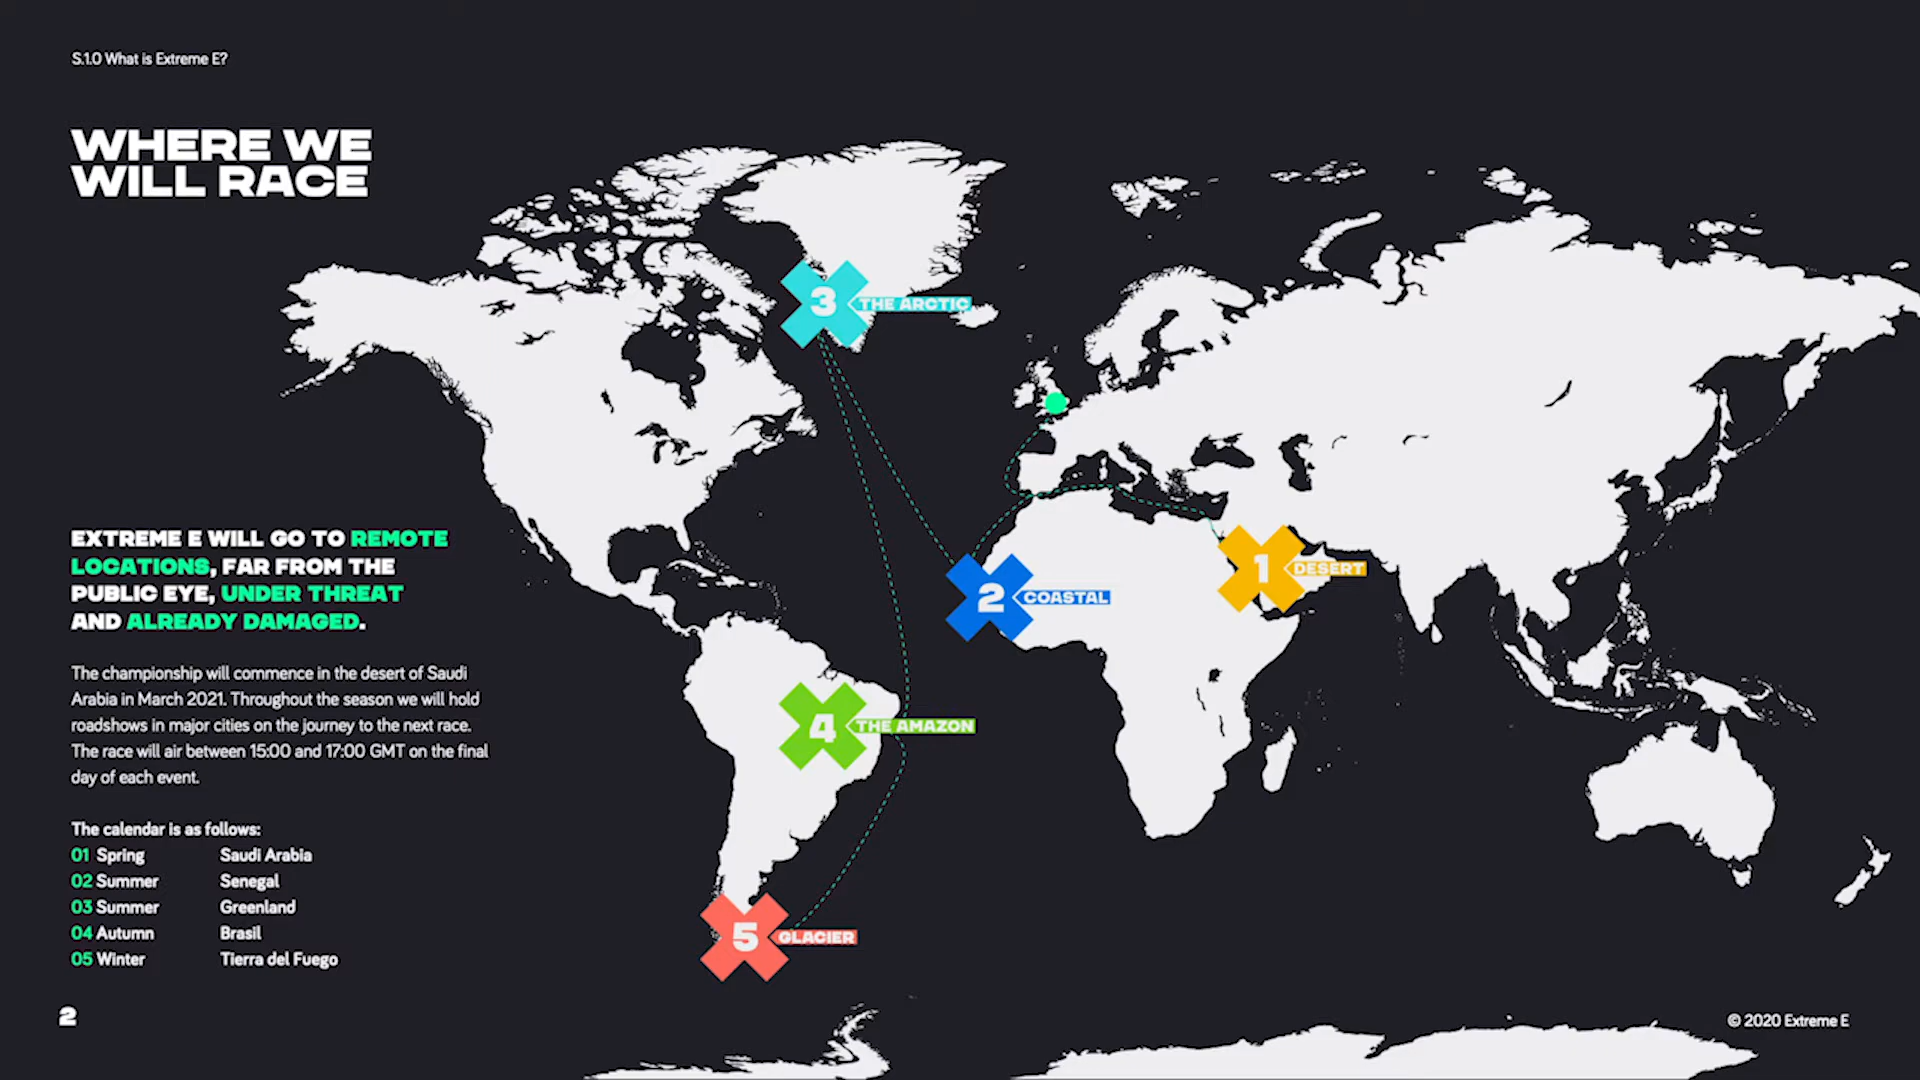 S.1.0 What is Extreme E?
WHERE WE
WILL RACE
3
THE ARCTIC
EXTREME E WILL GO TO REMOTE
LOCATIONS, FAR FROM THE
PUBLIC EYE, UNDER THREAT
AND ALREADY DAMAGED.
1
DESERT
2
COASTAL
The championship will commence in the desert of Saudi
Arabia in March 2021. Throughout the season we will hold
roadshows in major cities on the journey to the next race.
The race will air between 15:00 and 17:00 GMT on the final
day of each event.
4
THE AMAZON
The calendar is as follows:
01 Spring Saudi Arabia
02 Summer Senegal
03 Summer Greenland
04 Autumn Brasil
05 Winter Tierra del Fuego
5
GLACIER
2
© 2020 Extreme E